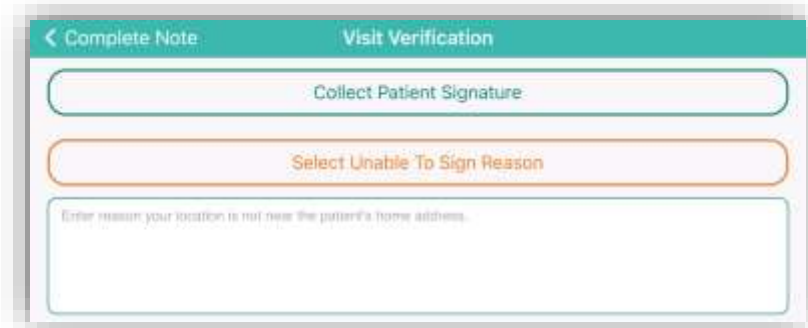 Complete Note Visit Verification
Collect Patient Signature
Select Unable To Sign Reason
Enter reason your location is not near the patient's home address.